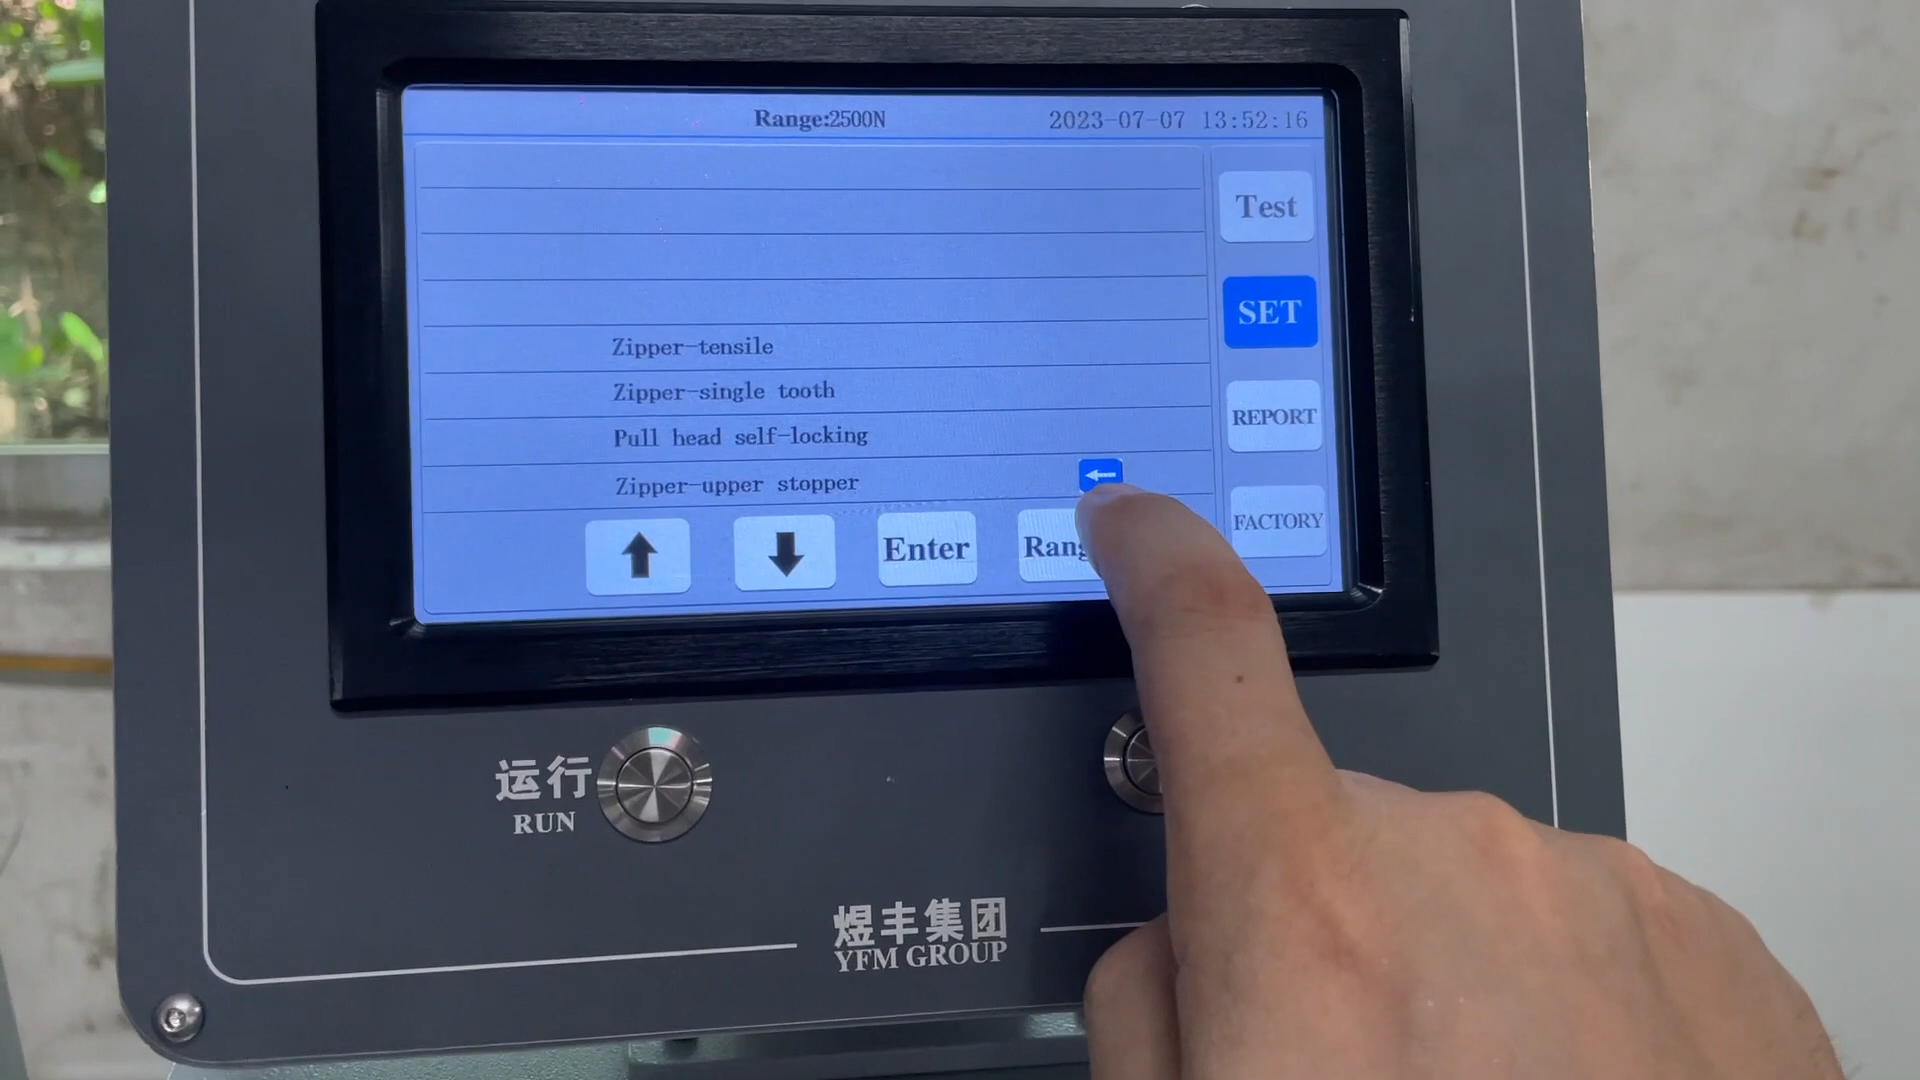 Range:2500N
2023-07-07 13:52:16
Test
SET
Zipper-tensile
Zipper-single tooth
Pull head self-locking
REPORT
Zipper-upper stopper
FACTORY
Enter
运行
RUN
煜丰集团
YFM GROUP